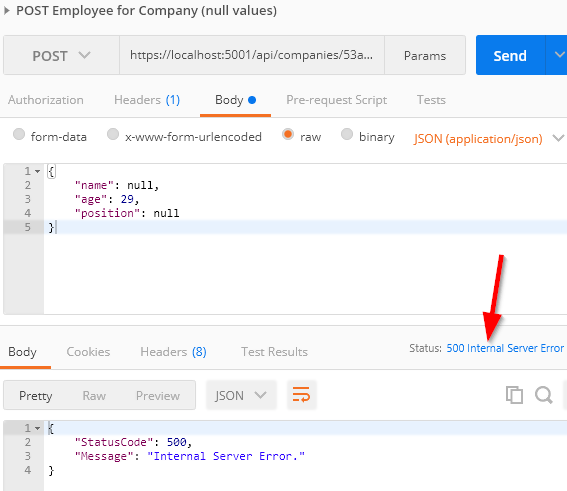 POST Employee for Company (null values)
POST https://localhost:5001/api/companies/53a... Params Send
Authorization Headers (1) Body Pre-request Script Tests
form-data x-www-form-urlencoded raw binary JSON (application/json)
1 {
2 "name": null,
3 "age": 29,
4 "position": null
5 }
Body Cookies Headers (8) Test Results Status: 500 Internal Server Error
Pretty Raw Preview JSON
1 {
2 "StatusCode": 500,
3 "Message": "Internal Server Error."
4 }